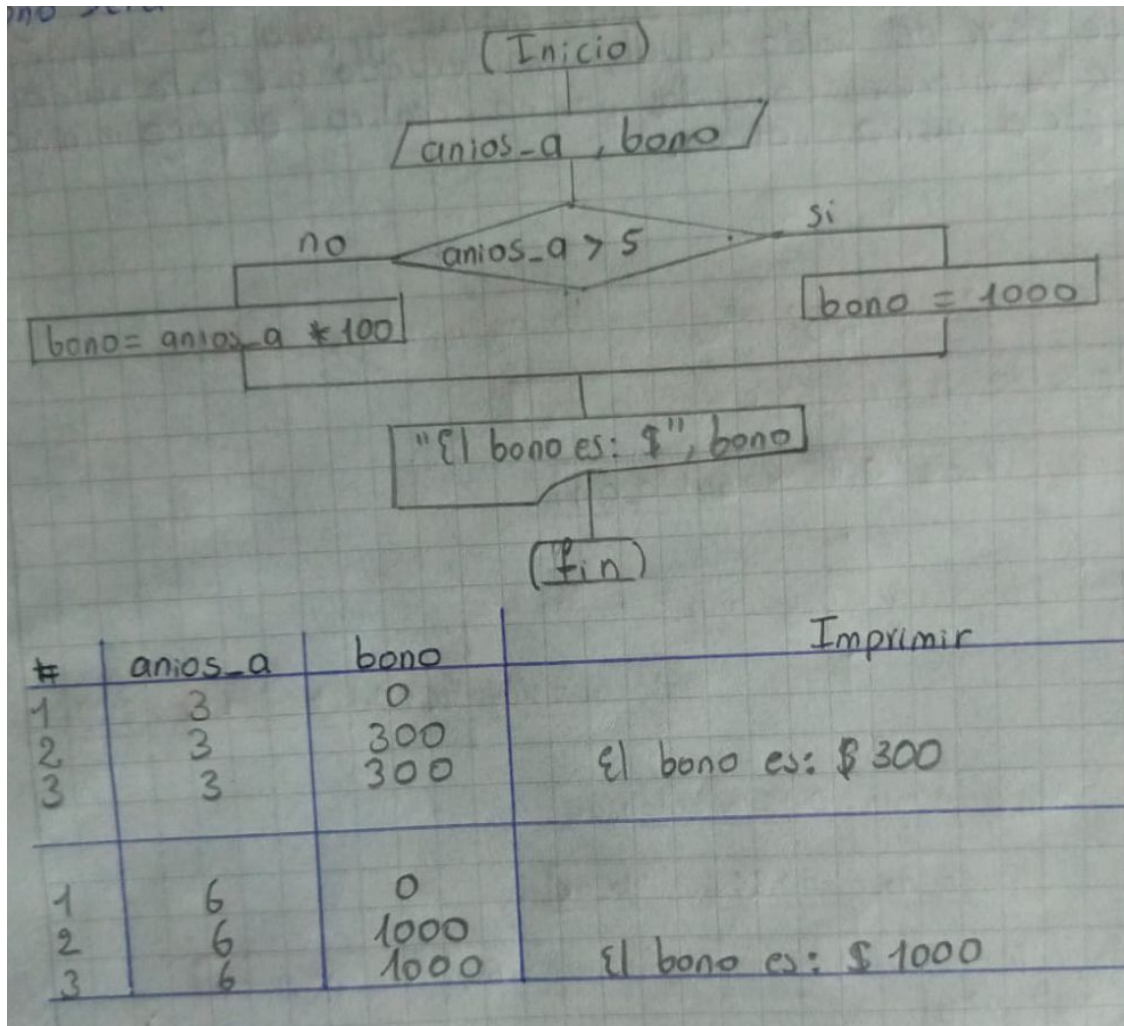 (Inicio)
anios_a , bono
anios_a > 5
no
si
bono = anios_a * 100
bono = 1000
"El bono es: $", bono
(fin)
# anios_a bono Imprimir
1 3 0
2 3 300
3 3 300 El bono es: $ 300
1 6 0
2 6 1000
3 6 1000 El bono es: $ 1000